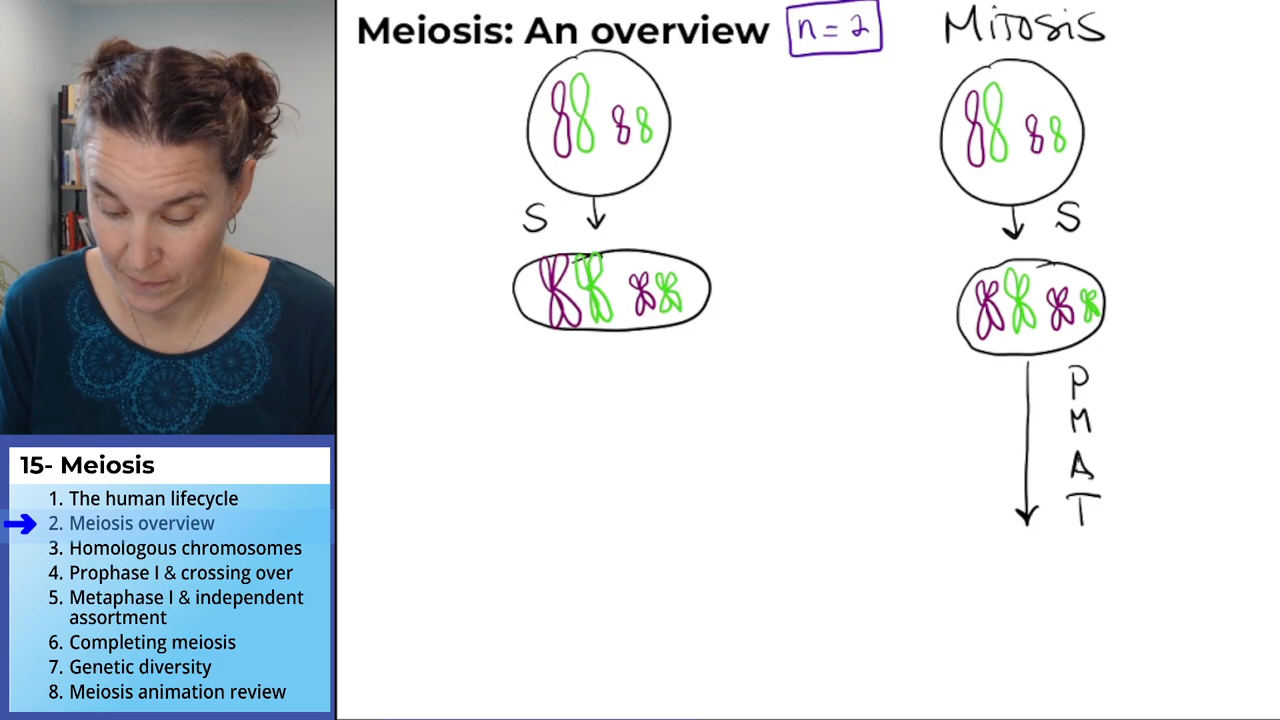 Meiosis: An overview
n = 2
Mitosis
S
S
P
M
A
T
15- Meiosis
1. The human lifecycle
2. Meiosis overview
3. Homologous chromosomes
4. Prophase I & crossing over
5. Metaphase I & independent
assortment
6. Completing meiosis
7. Genetic diversity
8. Meiosis animation review